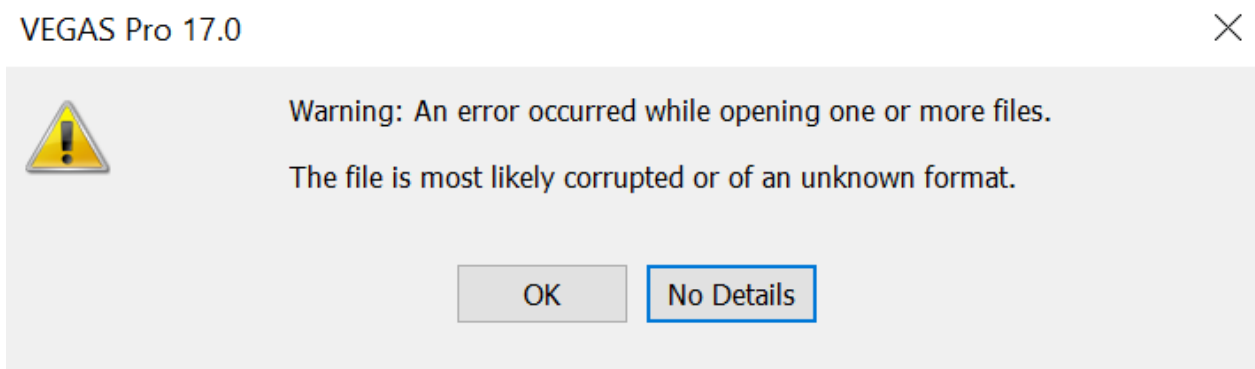 VEGAS Pro 17.0
Warning: An error occurred while opening one or more files.
The file is most likely corrupted or of an unknown format.
OK
No Details